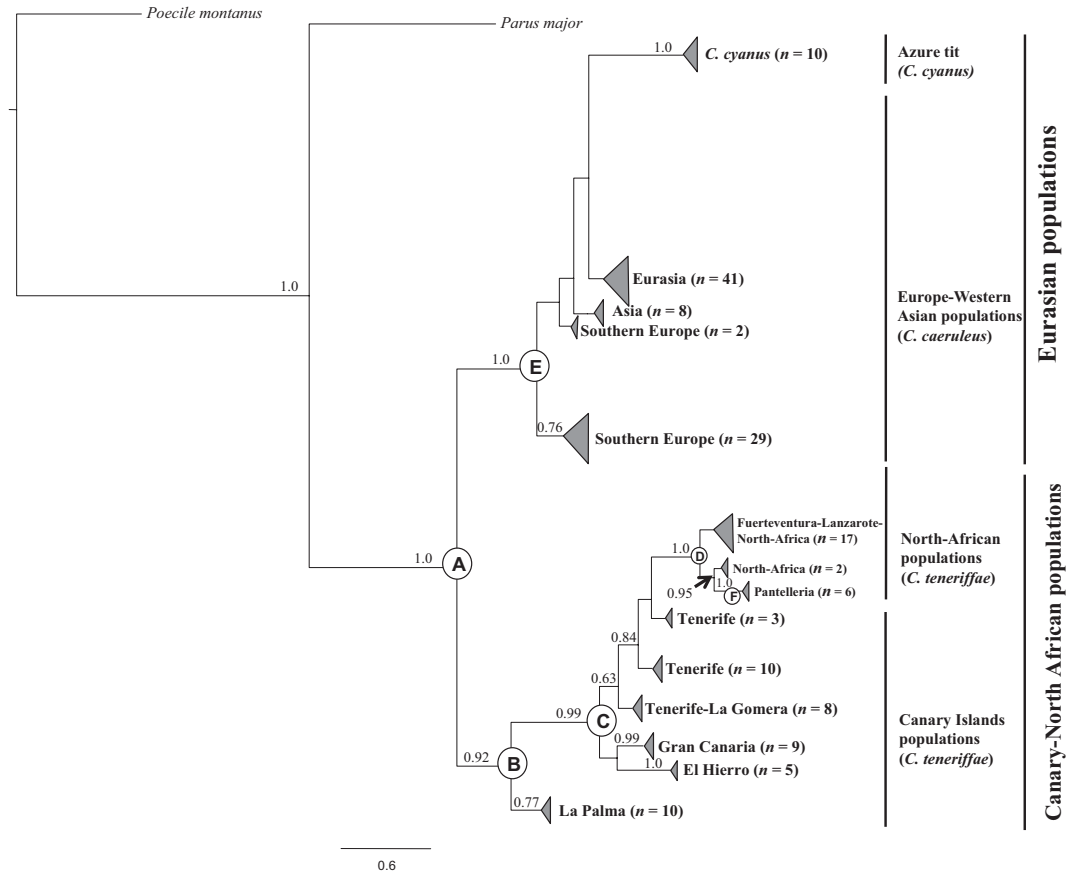 Poecile montanus
Parus major
1.0
C. cyanus (n = 10)
Azure tit
(C. cyanus)
Eurasian populations
Eurasia (n = 41)
1.0
Asia (n = 8)
Southern Europe (n = 2)
Europe-Western
Asian populations
(C. caeruleus)
1.0
E
0.76
Southern Europe (n = 29)
Fuerteventura-Lanzarote-
North-Africa (n = 17)
1.0
D
North-Africa (n = 2)
0.95
1.0
F
Pantelleria (n = 6)
North-African
populations
(C. teneriffae)
1.0
A
Tenerife (n = 3)
0.84
Tenerife (n = 10)
0.63
Tenerife-La Gomera (n = 8)
0.99
C
0.99
Gran Canaria (n = 9)
1.0
El Hierro (n = 5)
Canary Islands
populations
(C. teneriffae)
Canary-North African populations
0.92
B
0.77
La Palma (n = 10)
0.6